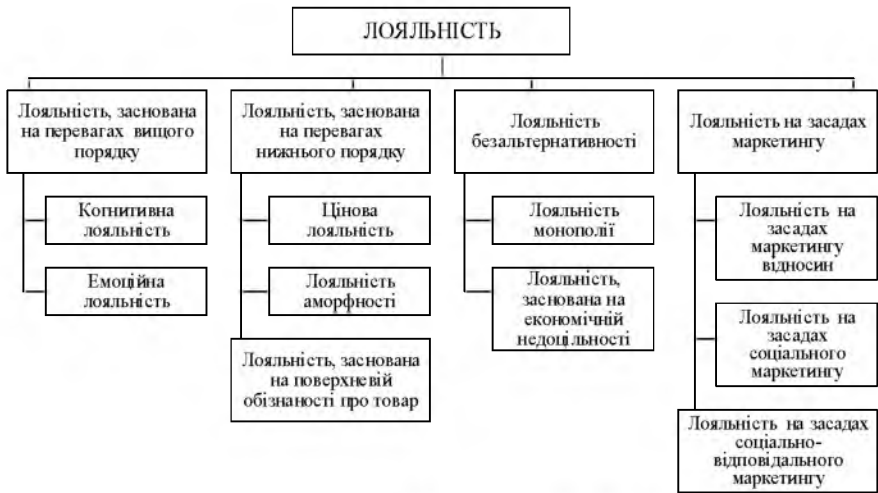 ЛОЯЛЬНІСТЬ
Лояльність, заснована
на перевагах вищого
порядку
Когнитивна
лояльність
Емоційна
лояльність
Лояльність, заснована
на перевагах
нижнього порядку
Цінова
лояльність
Лояльність
аморфності
Лояльність, заснована
на поверхневій
обізнаності про товар
Лояльність
безальтернативності
Лояльність
монополії
Лояльність,
заснована на
економічній
недоцільності
Лояльність на засадах
маркетингу
Лояльність на
засадах
маркетингу
відносин
Лояльність на
засадах
соціального
маркетингу
Лояльність на засадах
соціально-
відповідального
маркетингу